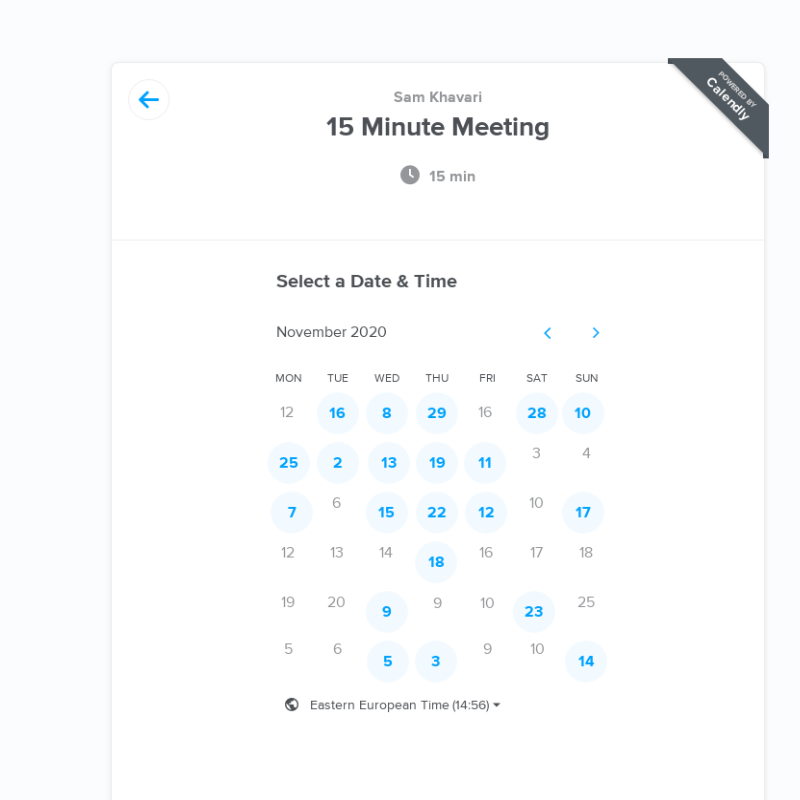 POWERED BY
Calendly
Sam Khavari
15 Minute Meeting
15 min
Select a Date & Time
November 2020
MON TUE WED THU FRI SAT SUN
12 16 8 29 16 28 10
25 2 13 19 11 3 4
7 6 15 22 12 10 17
12 13 14 18 16 17 18
19 20 9 9 10 23 25
5 6 5 3 9 10 14
Eastern European Time (14:56)